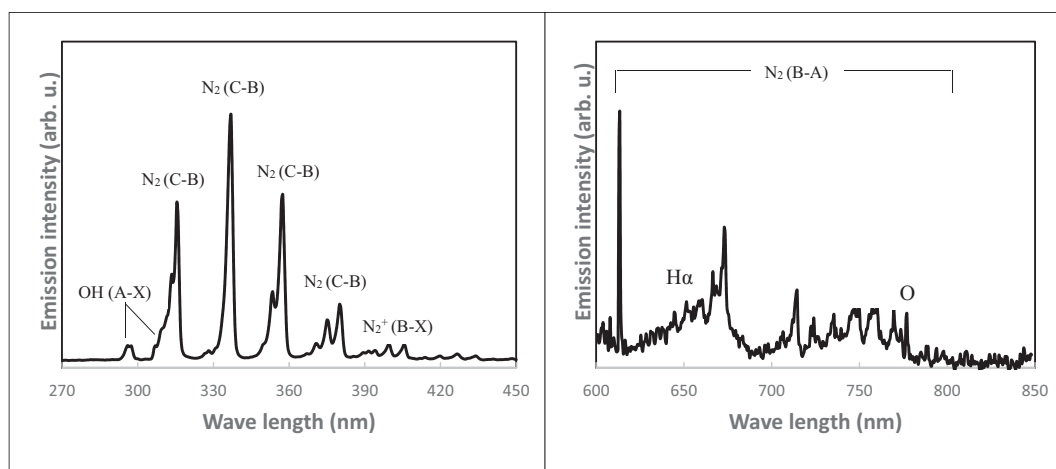 Emission intensity (arb. u.)
N₂ (C-B)
N₂ (C-B)
N₂ (C-B)
N₂ (C-B)
OH (A-X)
N₂⁺ (B-X)
270 300 330 360 390 420 450
Wave length (nm)
Emission intensity (arb. u.)
N₂ (B-A)
Hα
O
600 650 700 750 800 850
Wave length (nm)